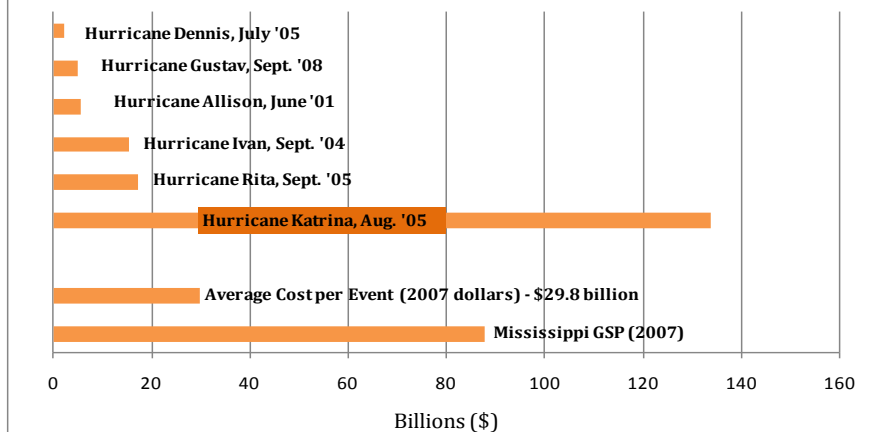 Hurricane Dennis, July '05
Hurricane Gustav, Sept. '08
Hurricane Allison, June '01
Hurricane Ivan, Sept. '04
Hurricane Rita, Sept. '05
Hurricane Katrina, Aug. '05
Average Cost per Event (2007 dollars) - $29.8 billion
Mississippi GSP (2007)
0 20 40 60 80 100 120 140 160
Billions ($)